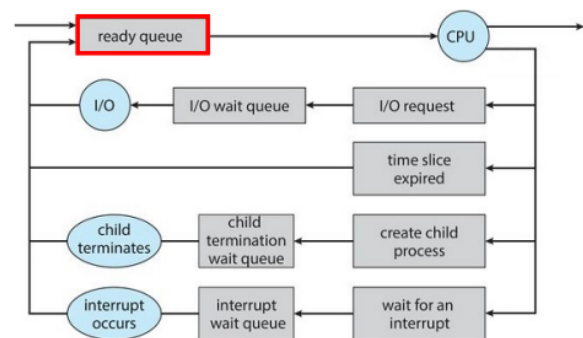 ready queue
CPU
I/O
I/O wait queue
I/O request
time slice
expired
child
terminates
child
termination
wait queue
create child
process
interrupt
occurs
interrupt
wait queue
wait for an
interrupt